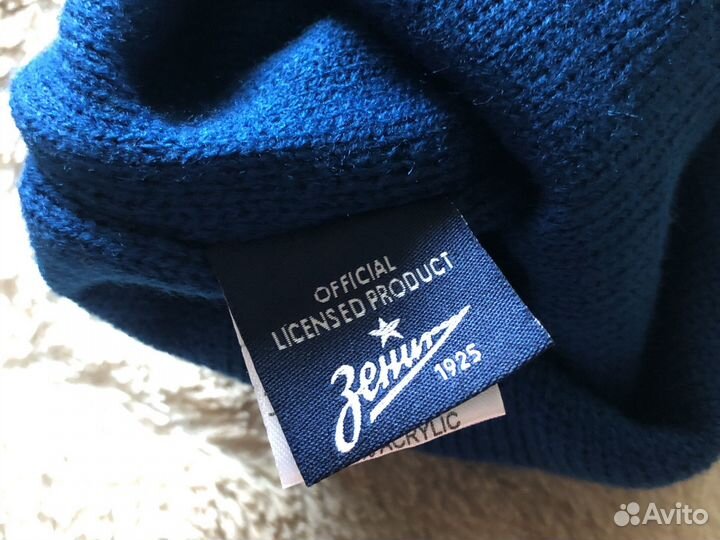 OFFICIAL
LICENSED PRODUCT
Зенит
1925
ACRYLIC
Avito